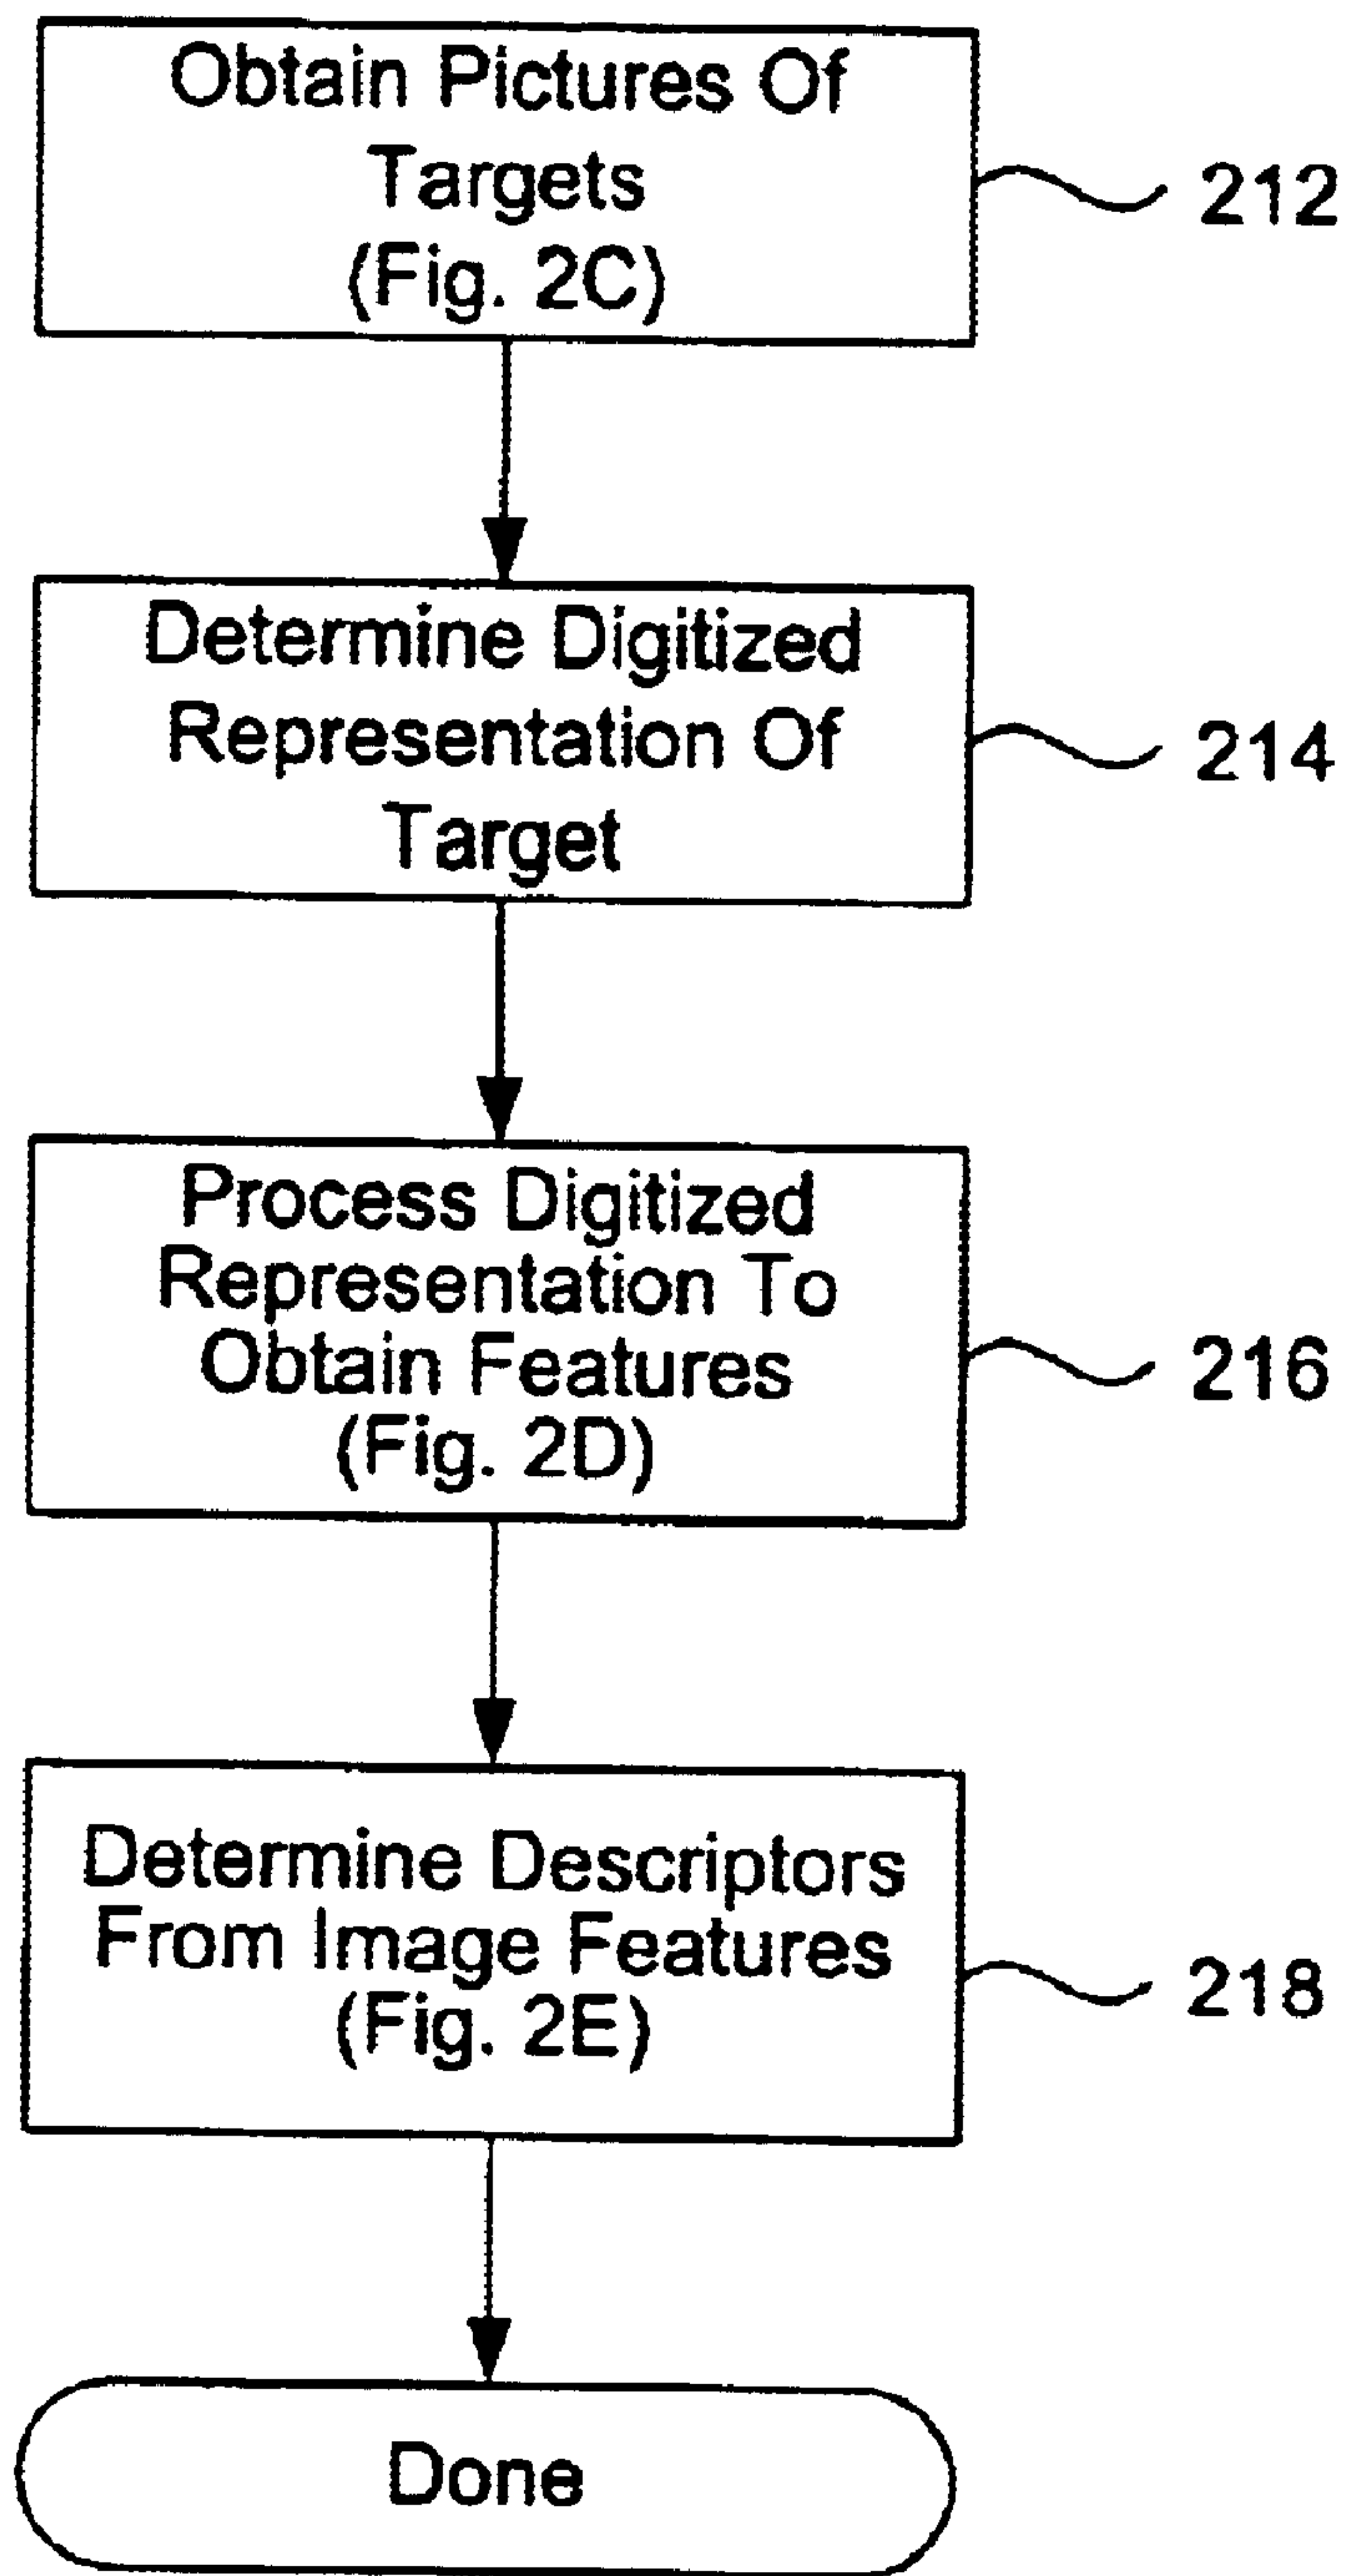 Obtain Pictures Of
Targets
(Fig. 2C)
212
Determine Digitized
Representation Of
Target
214
Process Digitized
Representation To
Obtain Features
(Fig. 2D)
216
Determine Descriptors
From Image Features
(Fig. 2E)
218
Done